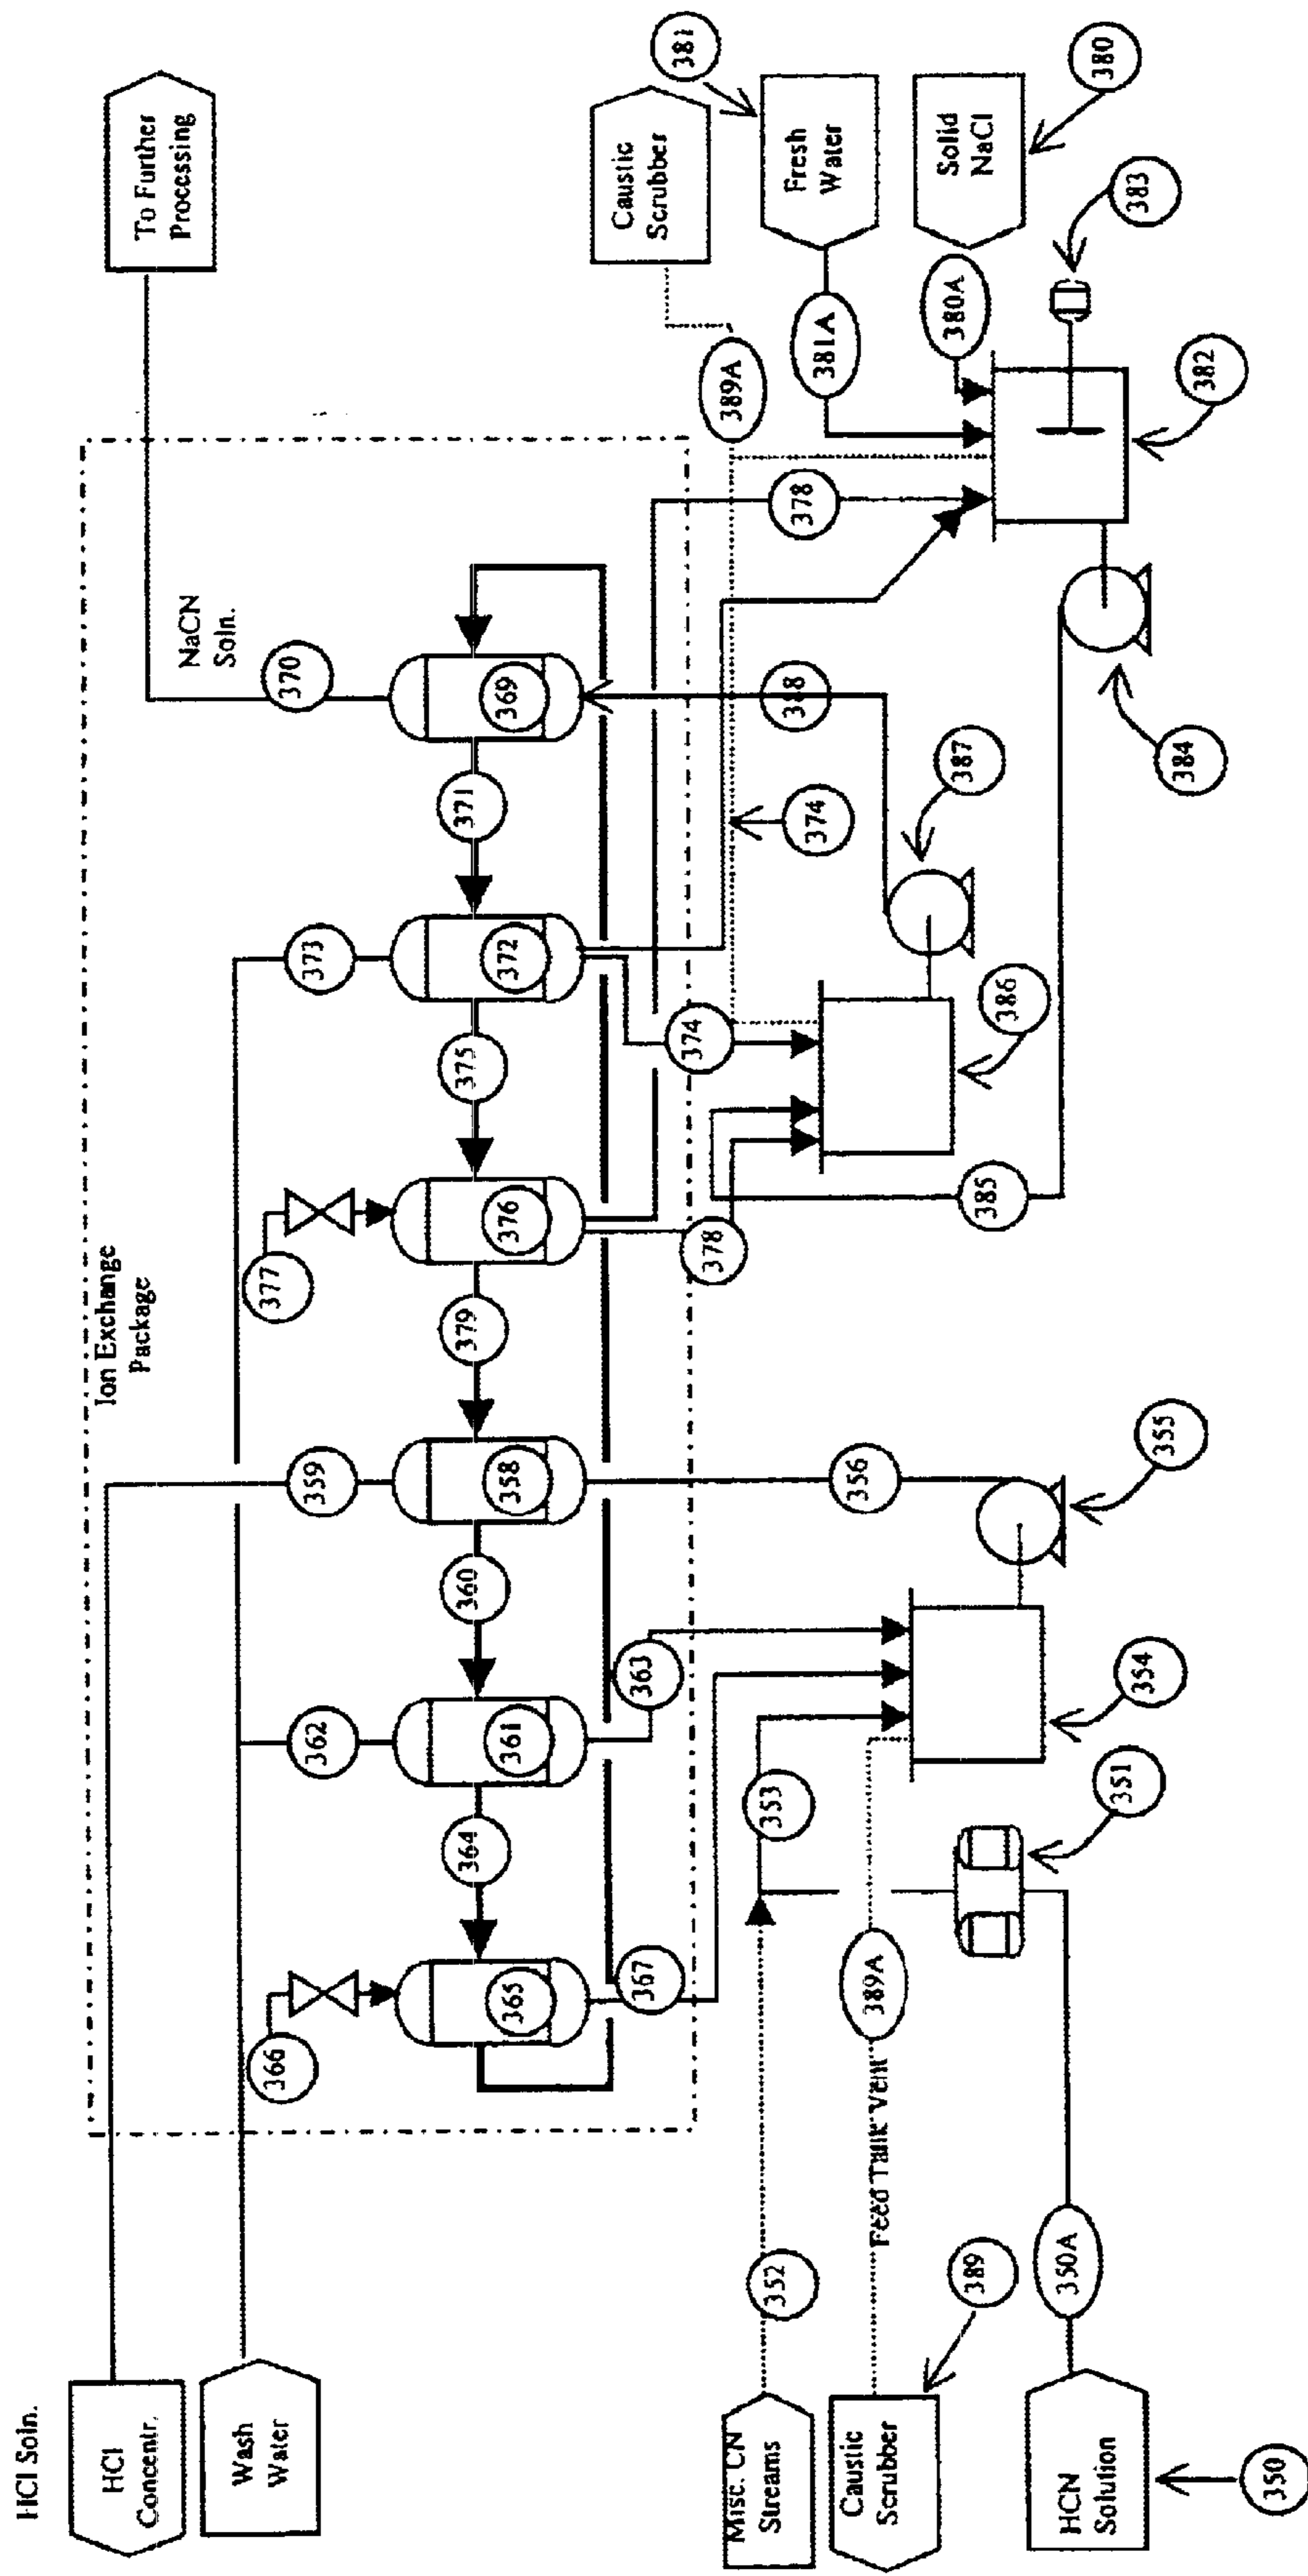 HCl Soln.
HCl
Concentr.
Wash
Water
Misc. CN
Streams
Caustic
Scrubber
HCN
Solution
350
350A
389
352
Feed Tank Vent
389A
351
353
354
355
356
Ion Exchange
Package
366
365
367
364
362
361
363
360
359
358
379
377
376
378
375
373
372
374
371
370
369
NaCN
Soln.
To Further
Processing
385
386
387
388
374
384
378
389A
381A
380A
382
383
Caustic
Scrubber
381
Fresh
Water
Solid
NaCl
380